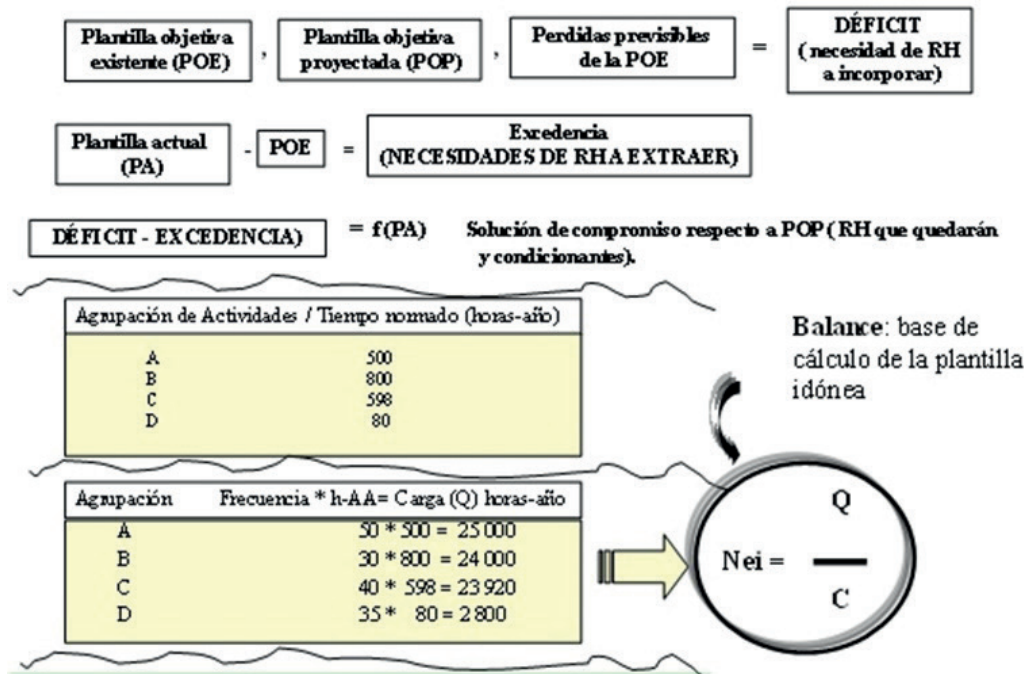 Plantilla objetiva existente (POE) , Plantilla objetiva proyectada (POP) , Perdidas previsibles de la POE = DÉFICIT ( necesidad de RH a incorporar)
Plantilla actual (PA) - POE = Excedencia (NECESIDADES DE RH A EXTRAER)
DÉFICIT - EXCEDENCIA) = f (PA) Solución de compromiso respecto a POP ( RH que quedarán
y condicionantes).
Agrupación de Actividades / Tiempo normado (horas-año)
A 500
B 800
C 598
D 80
Balance: base de
cálculo de la plantilla
idónea
Agrupación Frecuencia * h-AA= Carga (Q) horas-año
A 50 * 500 = 25 000
B 30 * 800 = 24 000
C 40 * 598 = 23 920
D 35 * 80 = 2 800
Q
Nei =
C